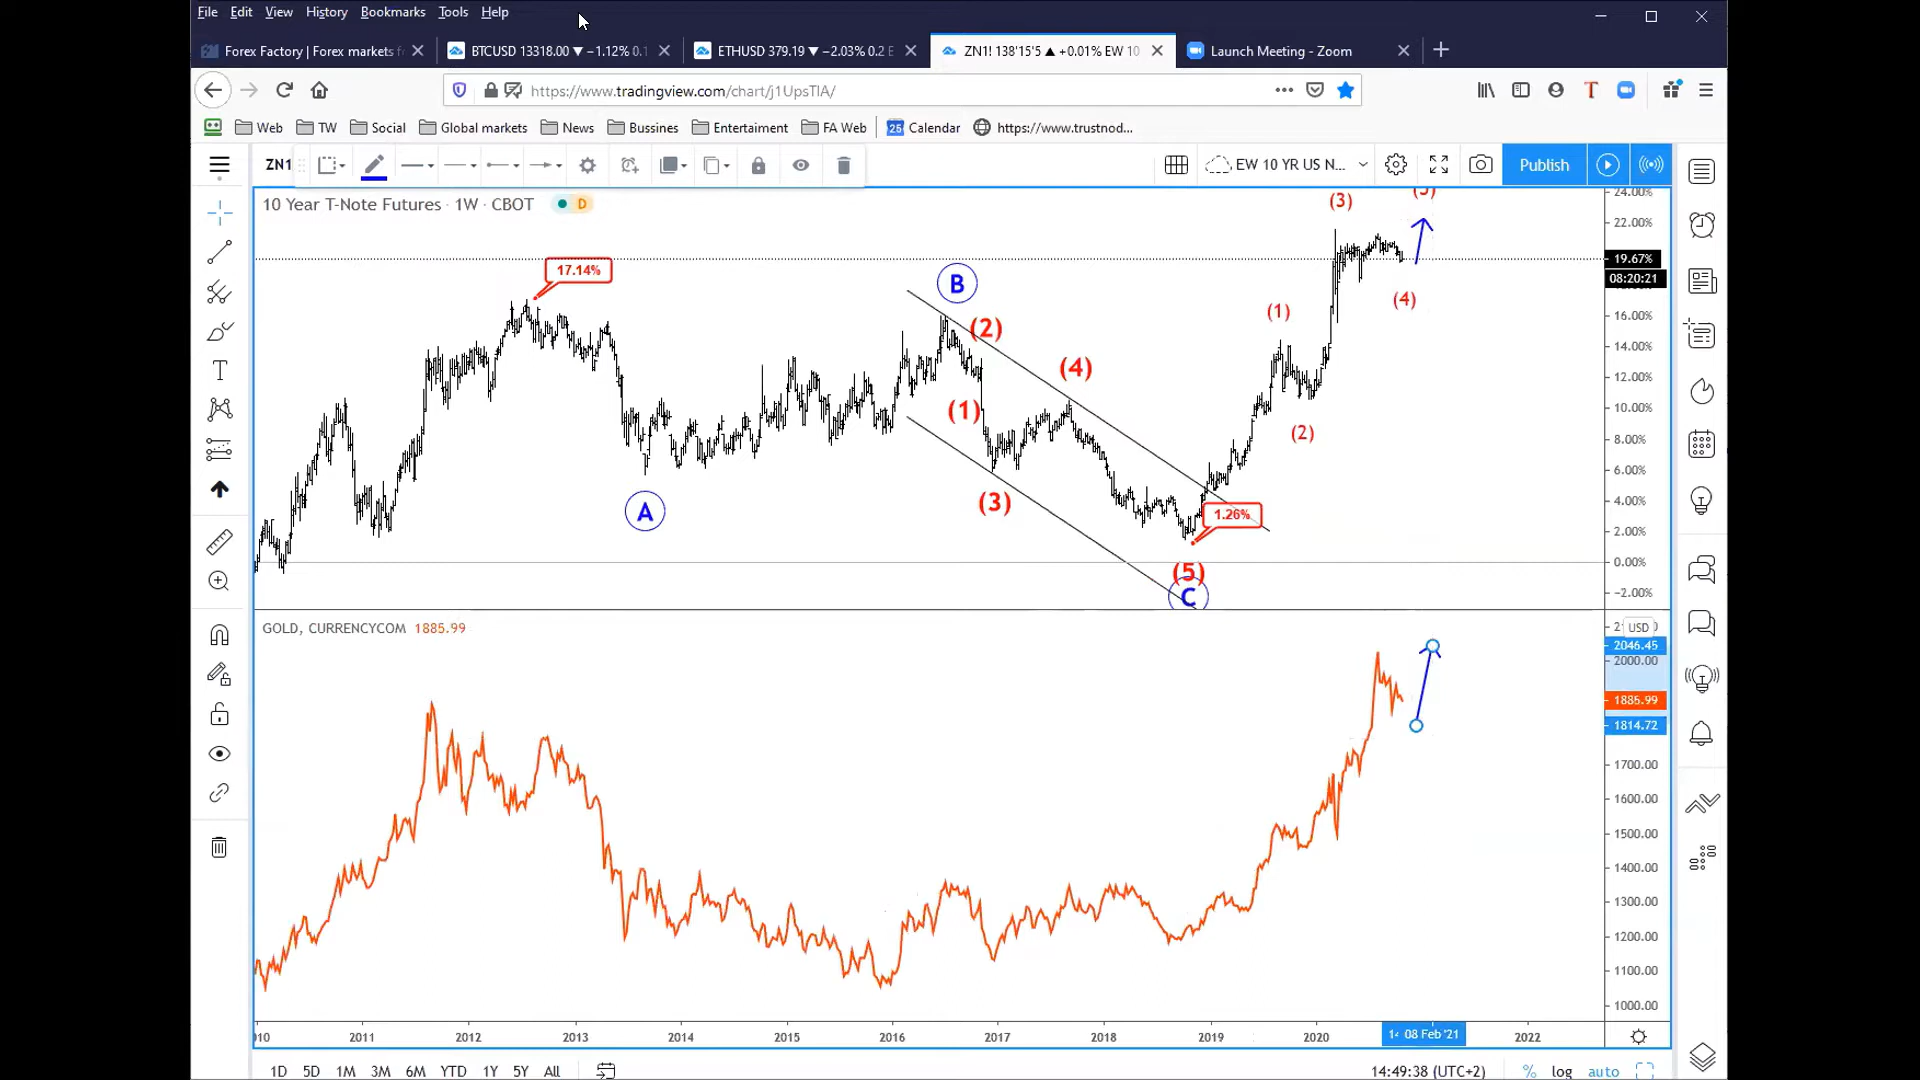 File Edit View History Bookmarks Tools Help
Forex Factory | Forex markets f
BTCUSD 13318.00 ▼ −1.12% 0.1
ETHUSD 379.19 ▼ −2.03% 0.2 E
ZN1! 138'15'5 ▲ +0.01% EW 10
Launch Meeting - Zoom
https://www.tradingview.com/chart/j1UpsTIA/
Web TW Social Global markets News Bussines Entertaiment FA Web 25 Calendar https://www.trustnod...
ZN1 EW 10 YR US N... Publish
10 Year T-Note Futures · 1W · CBOT D
17.14%
B
(2)
(4)
(1)
(3)
A
1.26%
(5)
C
(1)
(2)
(3)
(4)
24.00%
22.00%
19.67%
08:20:21
16.00%
14.00%
12.00%
10.00%
8.00%
6.00%
4.00%
2.00%
0.00%
−2.00%
GOLD, CURRENCYCOM 1885.99
USD
2046.45
2000.00
1885.99
1814.72
1700.00
1600.00
1500.00
1400.00
1300.00
1200.00
1100.00
1000.00
010 2011 2012 2013 2014 2015 2016 2017 2018 2019 2020 08 Feb '21 2022
1D 5D 1M 3M 6M YTD 1Y 5Y All 14:49:38 (UTC+2) % log auto